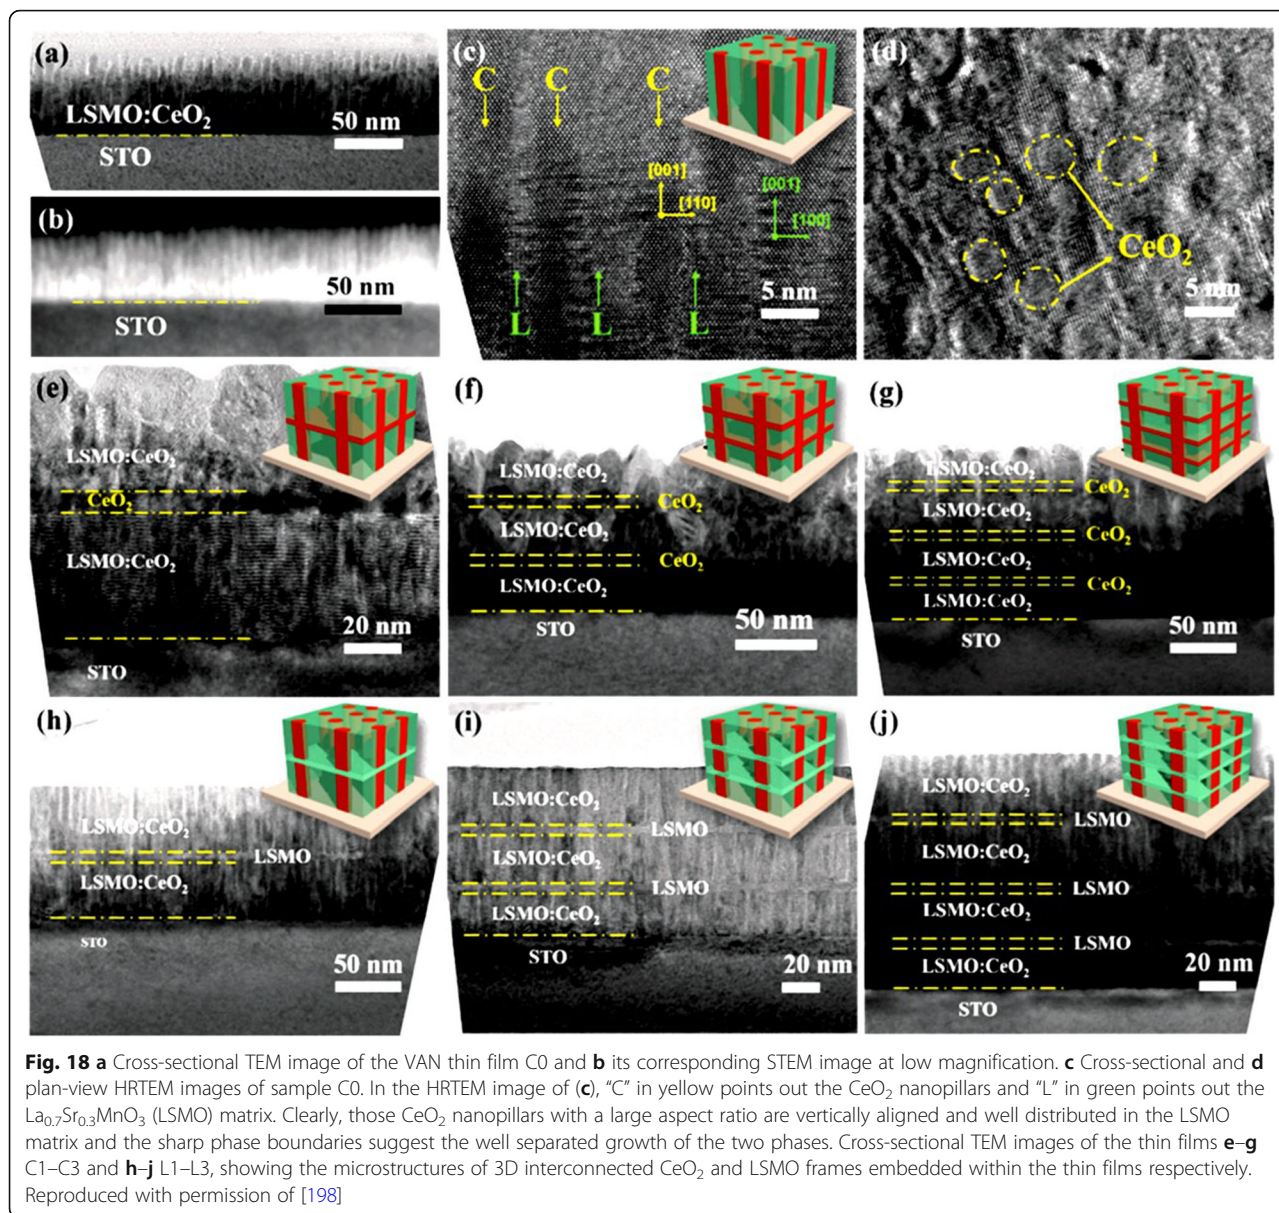 (a)
LSMO:CeO₂
50 nm
STO
(b)
50 nm
STO
(c)
C C C
[001]
[110]
[001]
[100]
L L L
5 nm
(d)
CeO₂
5 nm
(e)
LSMO:CeO₂
CeO₂
LSMO:CeO₂
20 nm
STO
(f)
LSMO:CeO₂
CeO₂
LSMO:CeO₂
CeO₂
LSMO:CeO₂
STO
50 nm
(g)
LSMO:CeO₂
CeO₂
LSMO:CeO₂
CeO₂
LSMO:CeO₂
CeO₂
LSMO:CeO₂
STO
50 nm
(h)
LSMO:CeO₂
LSMO
LSMO:CeO₂
STO
50 nm
(i)
LSMO:CeO₂
LSMO
LSMO:CeO₂
LSMO
LSMO:CeO₂
STO
20 nm
(j)
LSMO:CeO₂
LSMO
LSMO:CeO₂
LSMO
LSMO:CeO₂
LSMO
LSMO:CeO₂
20 nm
STO
Fig. 18 a Cross-sectional TEM image of the VAN thin film C0 and b its corresponding STEM image at low magnification. c Cross-sectional and d
plan-view HRTEM images of sample C0. In the HRTEM image of (c), “C” in yellow points out the CeO₂ nanopillars and “L” in green points out the
La₀.₇Sr₀.₃MnO₃ (LSMO) matrix. Clearly, those CeO₂ nanopillars with a large aspect ratio are vertically aligned and well distributed in the LSMO
matrix and the sharp phase boundaries suggest the well separated growth of the two phases. Cross-sectional TEM images of the thin films e–g
C1–C3 and h–j L1–L3, showing the microstructures of 3D interconnected CeO₂ and LSMO frames embedded within the thin films respectively.
Reproduced with permission of [198]